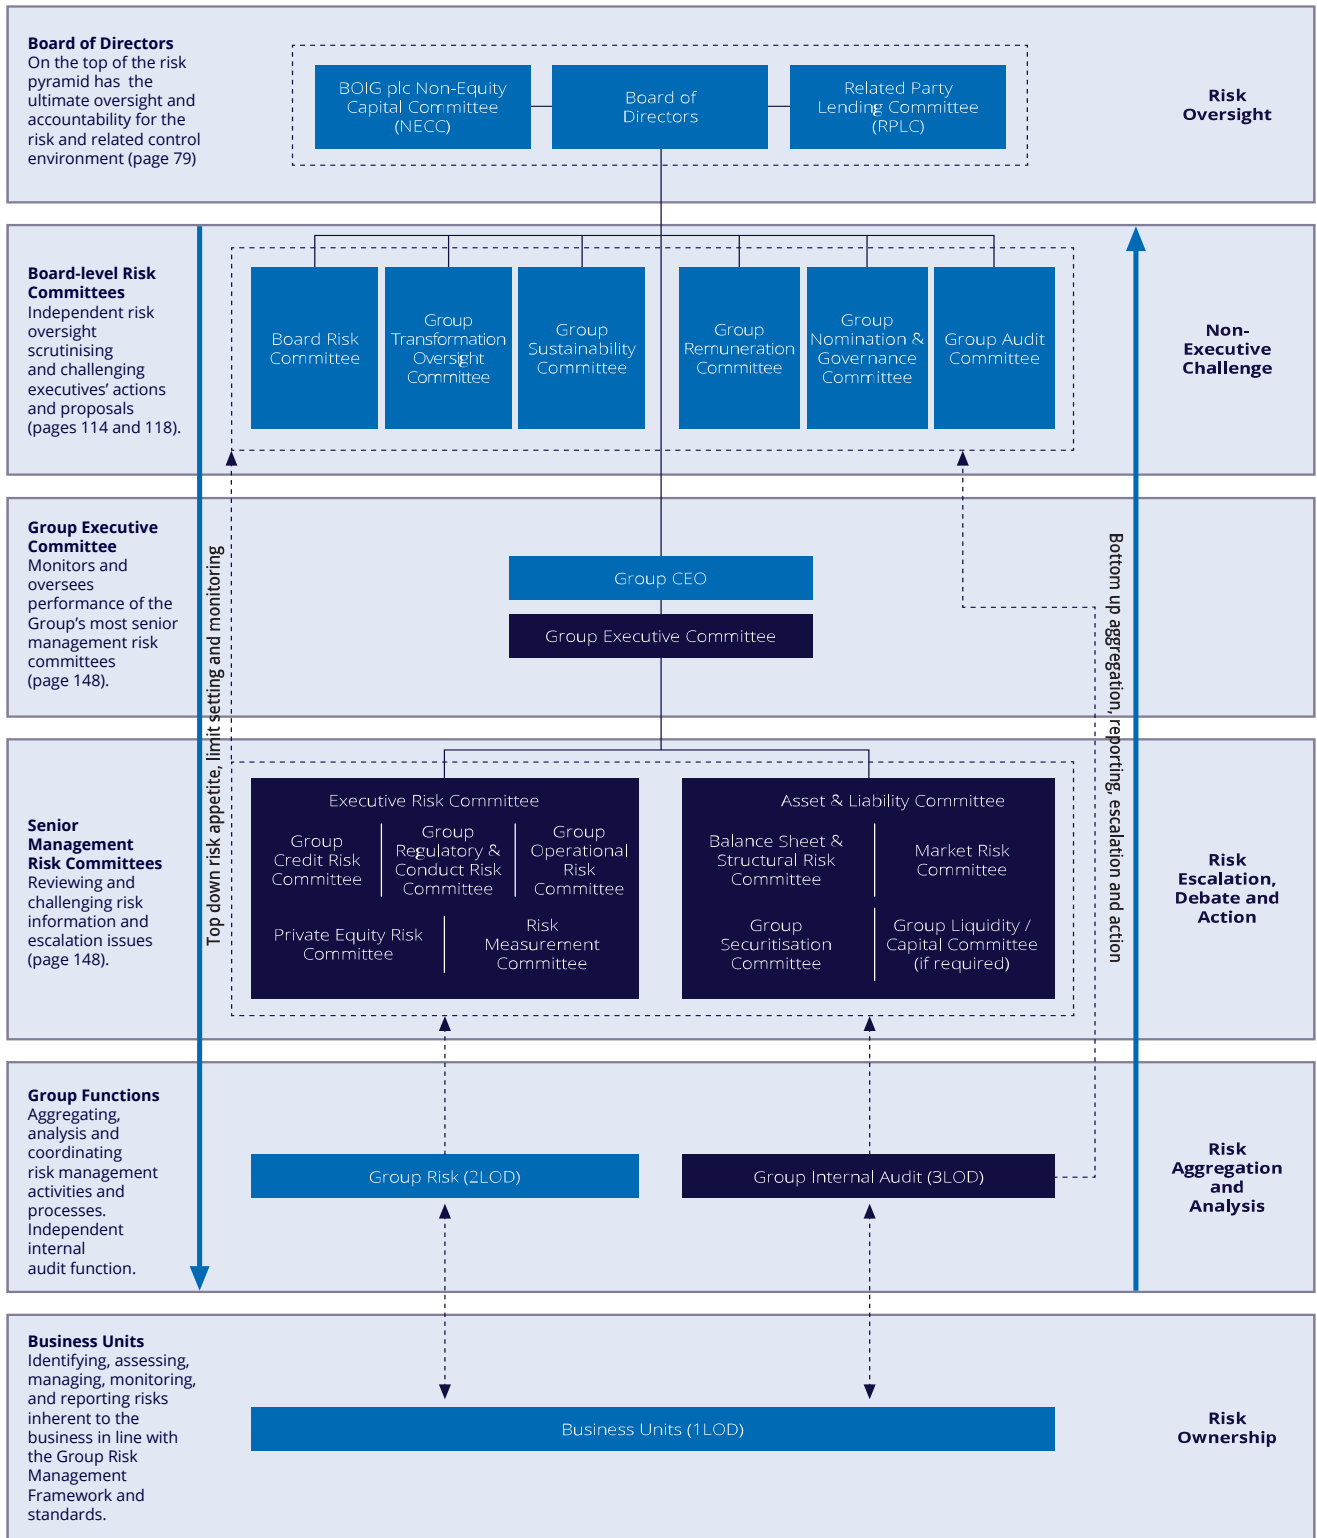 Board of Directors
On the top of the risk
pyramid has the
ultimate oversight and
accountability for the
risk and related control
environment (page 79)
BOIG plc Non-Equity
Capital Committee
(NECC)
Board of
Directors
Related Party
Lending Committee
(RPLC)
Risk
Oversight
Board-level Risk
Committees
Independent risk
oversight
scrutinising
and challenging
executives’ actions
and proposals
(pages 114 and 118).
Board Risk
Committee
Group
Transformation
Oversight
Committee
Group
Sustainability
Committee
Group
Remuneration
Committee
Group
Nomination &
Governance
Committee
Group Audit
Committee
Non-
Executive
Challenge
Group Executive
Committee
Monitors and
oversees
performance of the
Group’s most senior
management risk
committees
(page 148).
Top down risk appetite, limit setting and monitoring
Group CEO
Group Executive Committee
Bottom up aggregation, reporting, escalation and action
Senior
Management
Risk Committees
Reviewing and
challenging risk
information and
escalation issues
(page 148).
Executive Risk Committee
Group
Credit Risk
Committee
Group
Regulatory &
Conduct Risk
Committee
Group
Operational
Risk
Committee
Private Equity Risk
Committee
Risk
Measurement
Committee
Asset & Liability Committee
Balance Sheet &
Structural Risk
Committee
Market Risk
Committee
Group
Securitisation
Committee
Group Liquidity /
Capital Committee
(if required)
Risk
Escalation,
Debate and
Action
Group Functions
Aggregating,
analysis and
coordinating
risk management
activities and
processes.
Independent
internal
audit function.
Group Risk (2LOD)
Group Internal Audit (3LOD)
Risk
Aggregation
and
Analysis
Business Units
Identifying, assessing,
managing, monitoring,
and reporting risks
inherent to the
business in line with
the Group Risk
Management
Framework and
standards.
Business Units (1LOD)
Risk
Ownership